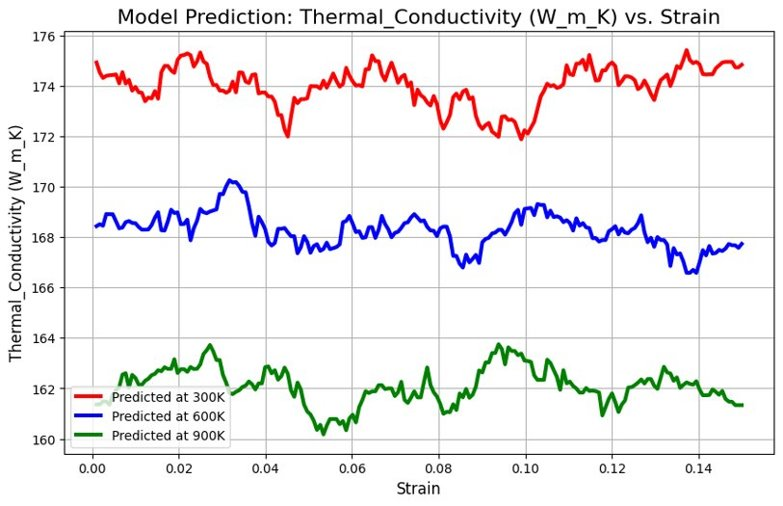 Model Prediction: Thermal_Conductivity (W_m_K) vs. Strain
Thermal_Conductivity (W_m_K)
176
174
172
170
168
166
164
162
160
Predicted at 300K
Predicted at 600K
Predicted at 900K
0.00 0.02 0.04 0.06 0.08 0.10 0.12 0.14
Strain